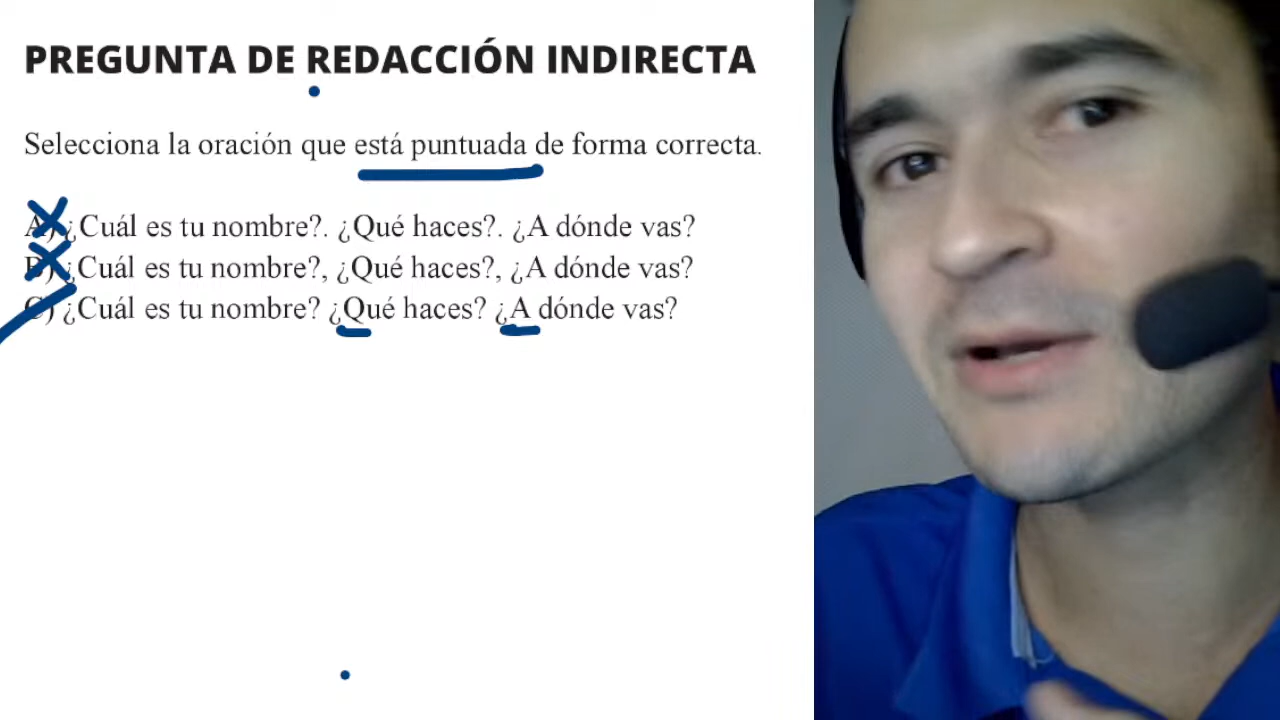 PREGUNTA DE REDACCIÓN INDIRECTA
Selecciona la oración que está puntuada de forma correcta.
A) ¿Cuál es tu nombre?. ¿Qué haces?. ¿A dónde vas?
B) ¿Cuál es tu nombre?, ¿Qué haces?, ¿A dónde vas?
C) ¿Cuál es tu nombre? ¿Qué haces? ¿A dónde vas?